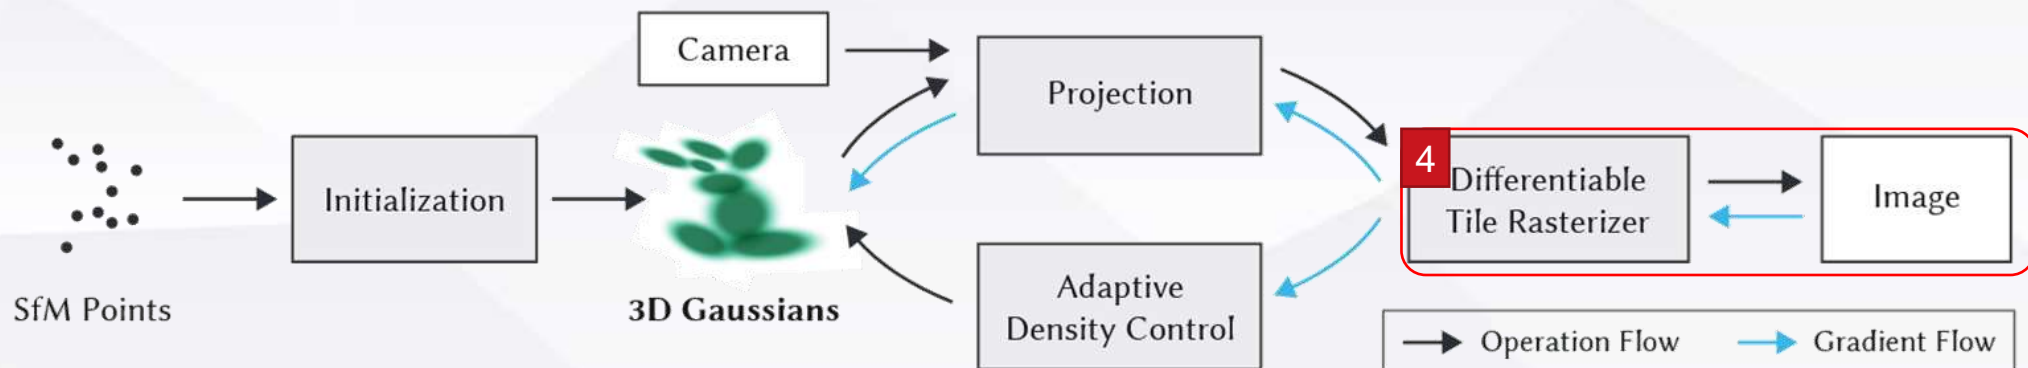 Camera
Projection
4
Differentiable
Tile Rasterizer
Image
Initialization
SfM Points
3D Gaussians
Adaptive
Density Control
Operation Flow
Gradient Flow